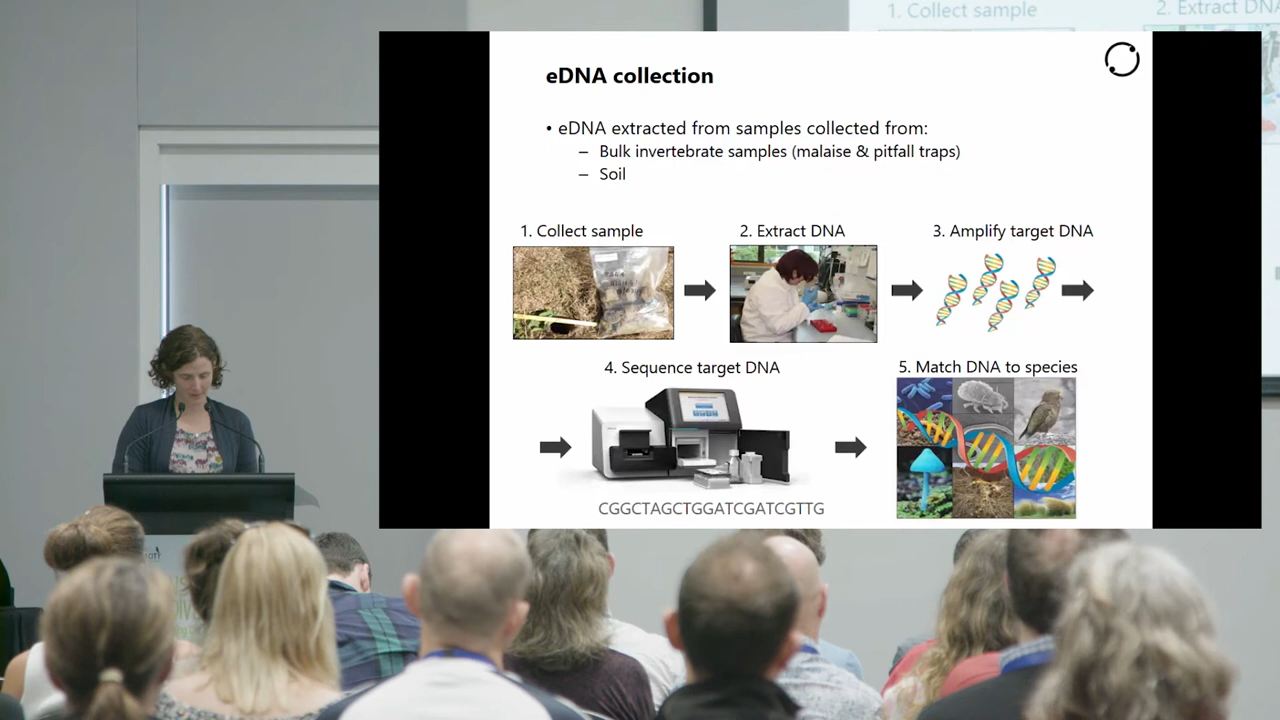 1. Collect sample
2. Extract DNA
eDNA collection
• eDNA extracted from samples collected from:
– Bulk invertebrate samples (malaise & pitfall traps)
– Soil
1. Collect sample
2. Extract DNA
3. Amplify target DNA
4. Sequence target DNA
5. Match DNA to species
CGGCTAGCTGGATCGATCGTTG